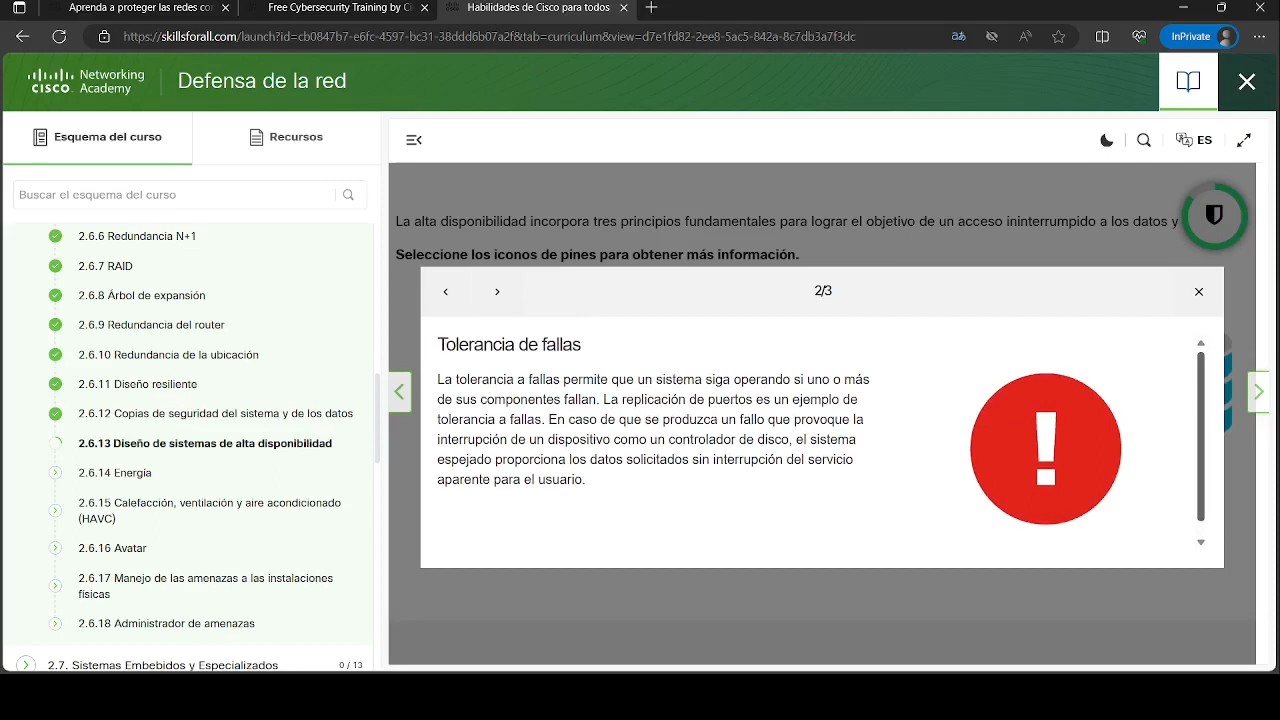 Aprenda a proteger las redes cor
Free Cybersecurity Training by Ci
Habilidades de Cisco para todos
https://skillsforall.com/launch?id=cb0847b7-e6fc-4597-bc31-38ddd6b07a2f&tab=curriculum&view=d7e1fd82-2ee8-5ac5-842a-8c7db3a7f3dc
InPrivate
Networking
CISCO Academy
Defensa de la red
Esquema del curso
Recursos
Buscar el esquema del curso
2.6.6 Redundancia N+1
2.6.7 RAID
2.6.8 Árbol de expansión
2.6.9 Redundancia del router
2.6.10 Redundancia de la ubicación
2.6.11 Diseño resiliente
2.6.12 Copias de seguridad del sistema y de los datos
2.6.13 Diseño de sistemas de alta disponibilidad
2.6.14 Energía
2.6.15 Calefacción, ventilación y aire acondicionado
(HAVC)
2.6.16 Avatar
2.6.17 Manejo de las amenazas a las instalaciones
físicas
2.6.18 Administrador de amenazas
2.7. Sistemas Embebidos y Especializados 0 / 13
ES
La alta disponibilidad incorpora tres principios fundamentales para lograr el objetivo de un acceso ininterrumpido a los datos y
Seleccione los iconos de pines para obtener más información.
2/3
Tolerancia de fallas
La tolerancia a fallas permite que un sistema siga operando si uno o más
de sus componentes fallan. La replicación de puertos es un ejemplo de
tolerancia a fallas. En caso de que se produzca un fallo que provoque la
interrupción de un dispositivo como un controlador de disco, el sistema
espejado proporciona los datos solicitados sin interrupción del servicio
aparente para el usuario.